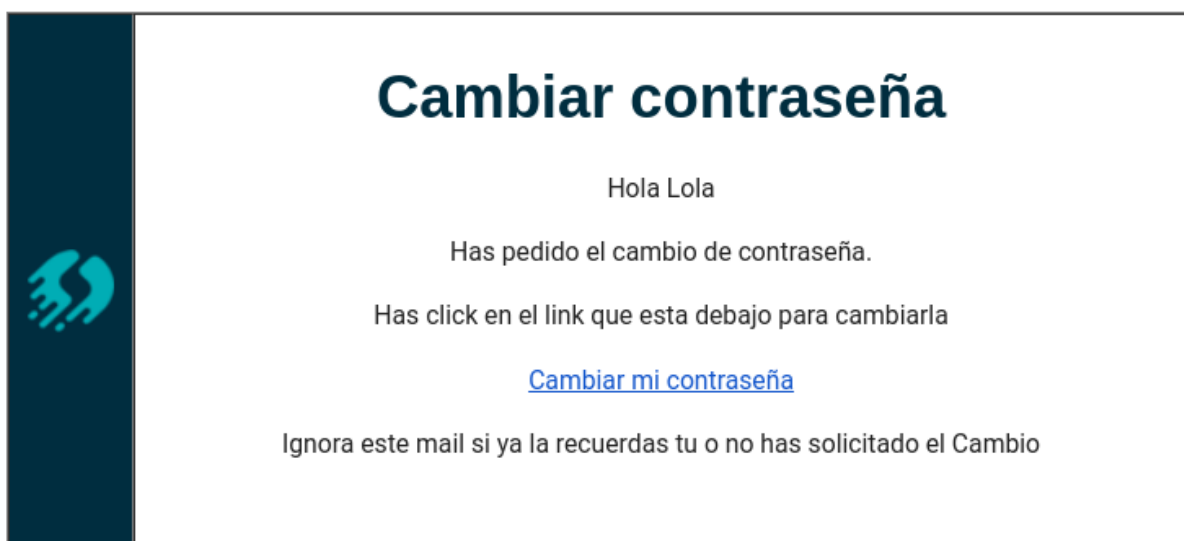 Cambiar contraseña
Hola Lola
Has pedido el cambio de contraseña.
Has click en el link que esta debajo para cambiarla
Cambiar mi contraseña
Ignora este mail si ya la recuerdas tu o no has solicitado el Cambio